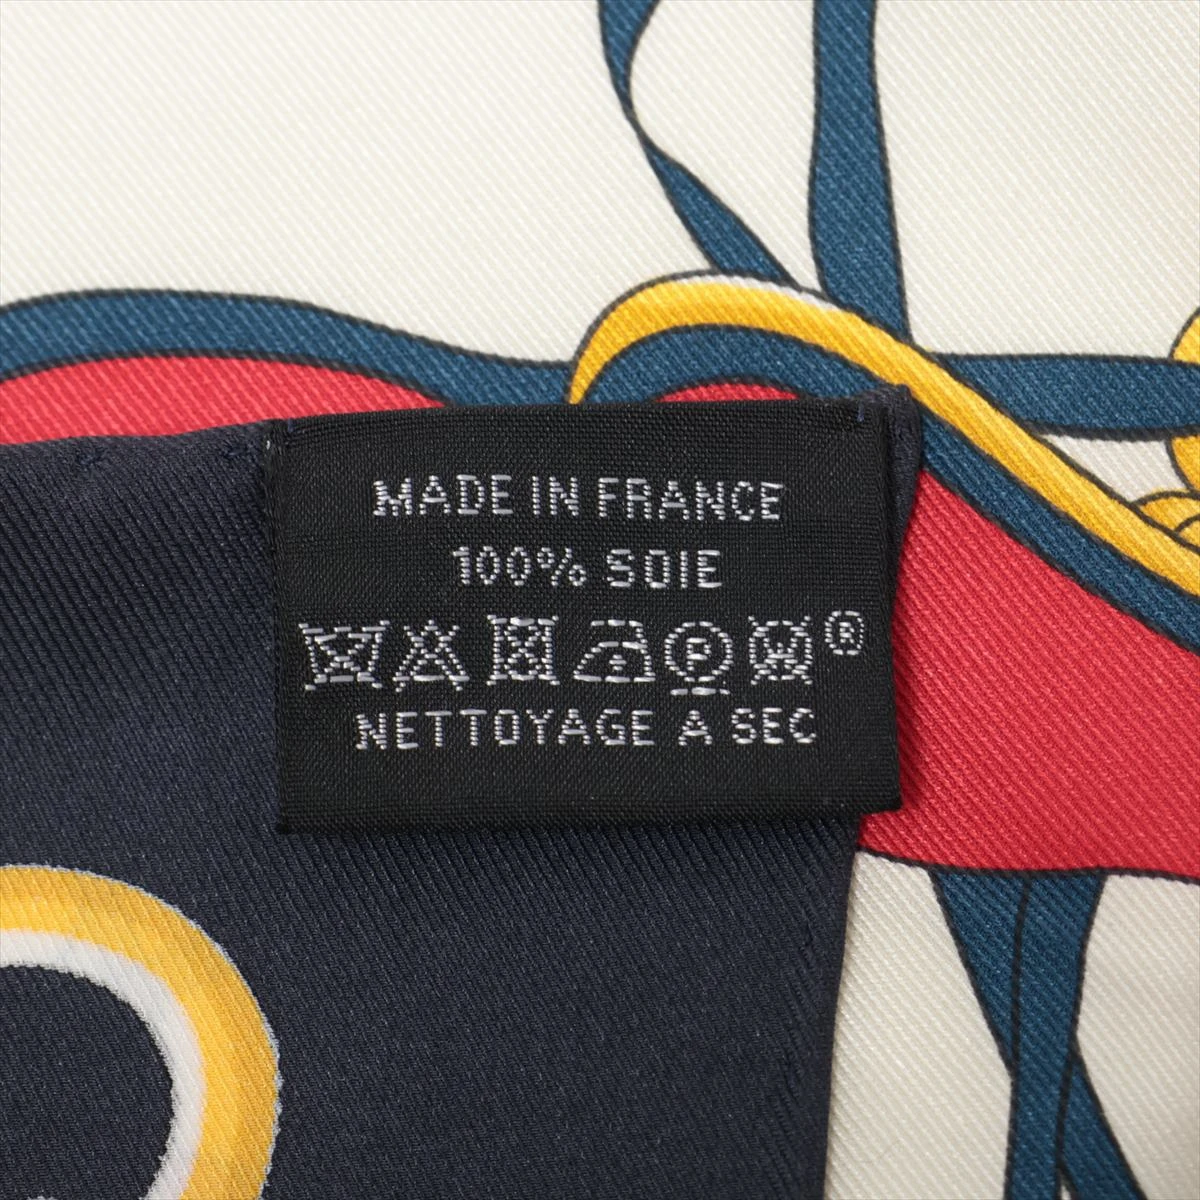 MADE IN FRANCE
100% SOIE
P W ®
NETTOYAGE A SEC